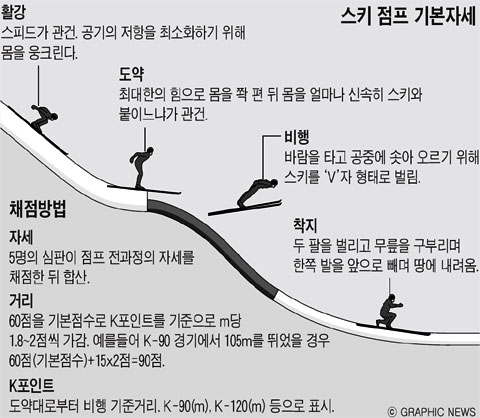 스키 점프 기본자세
활강
스피드가 관건. 공기의 저항을 최소화하기 위해
몸을 웅크린다.
도약
최대한의 힘으로 몸을 쫙 편 뒤 몸을 얼마나 신속히 스키와
붙이느냐가 관건.
비행
바람을 타고 공중에 솟아 오르기 위해
스키를 ‘V’자 형태로 벌림.
착지
두 팔을 벌리고 무릎을 구부리며
한쪽 발을 앞으로 빼며 땅에 내려옴.
채점방법
자세
5명의 심판이 점프 전과정의 자세를
채점한 뒤 합산.
거리
60점을 기본점수로 K포인트를 기준으로 m당
1.8~2점씩 가감. 예를들어 K-90 경기에서 105m를 뛰었을 경우
60점(기본점수)+15x2점=90점.
K포인트
도약대로부터 비행 기준거리. K-90(m), K-120(m) 등으로 표시.
© GRAPHIC NEWS